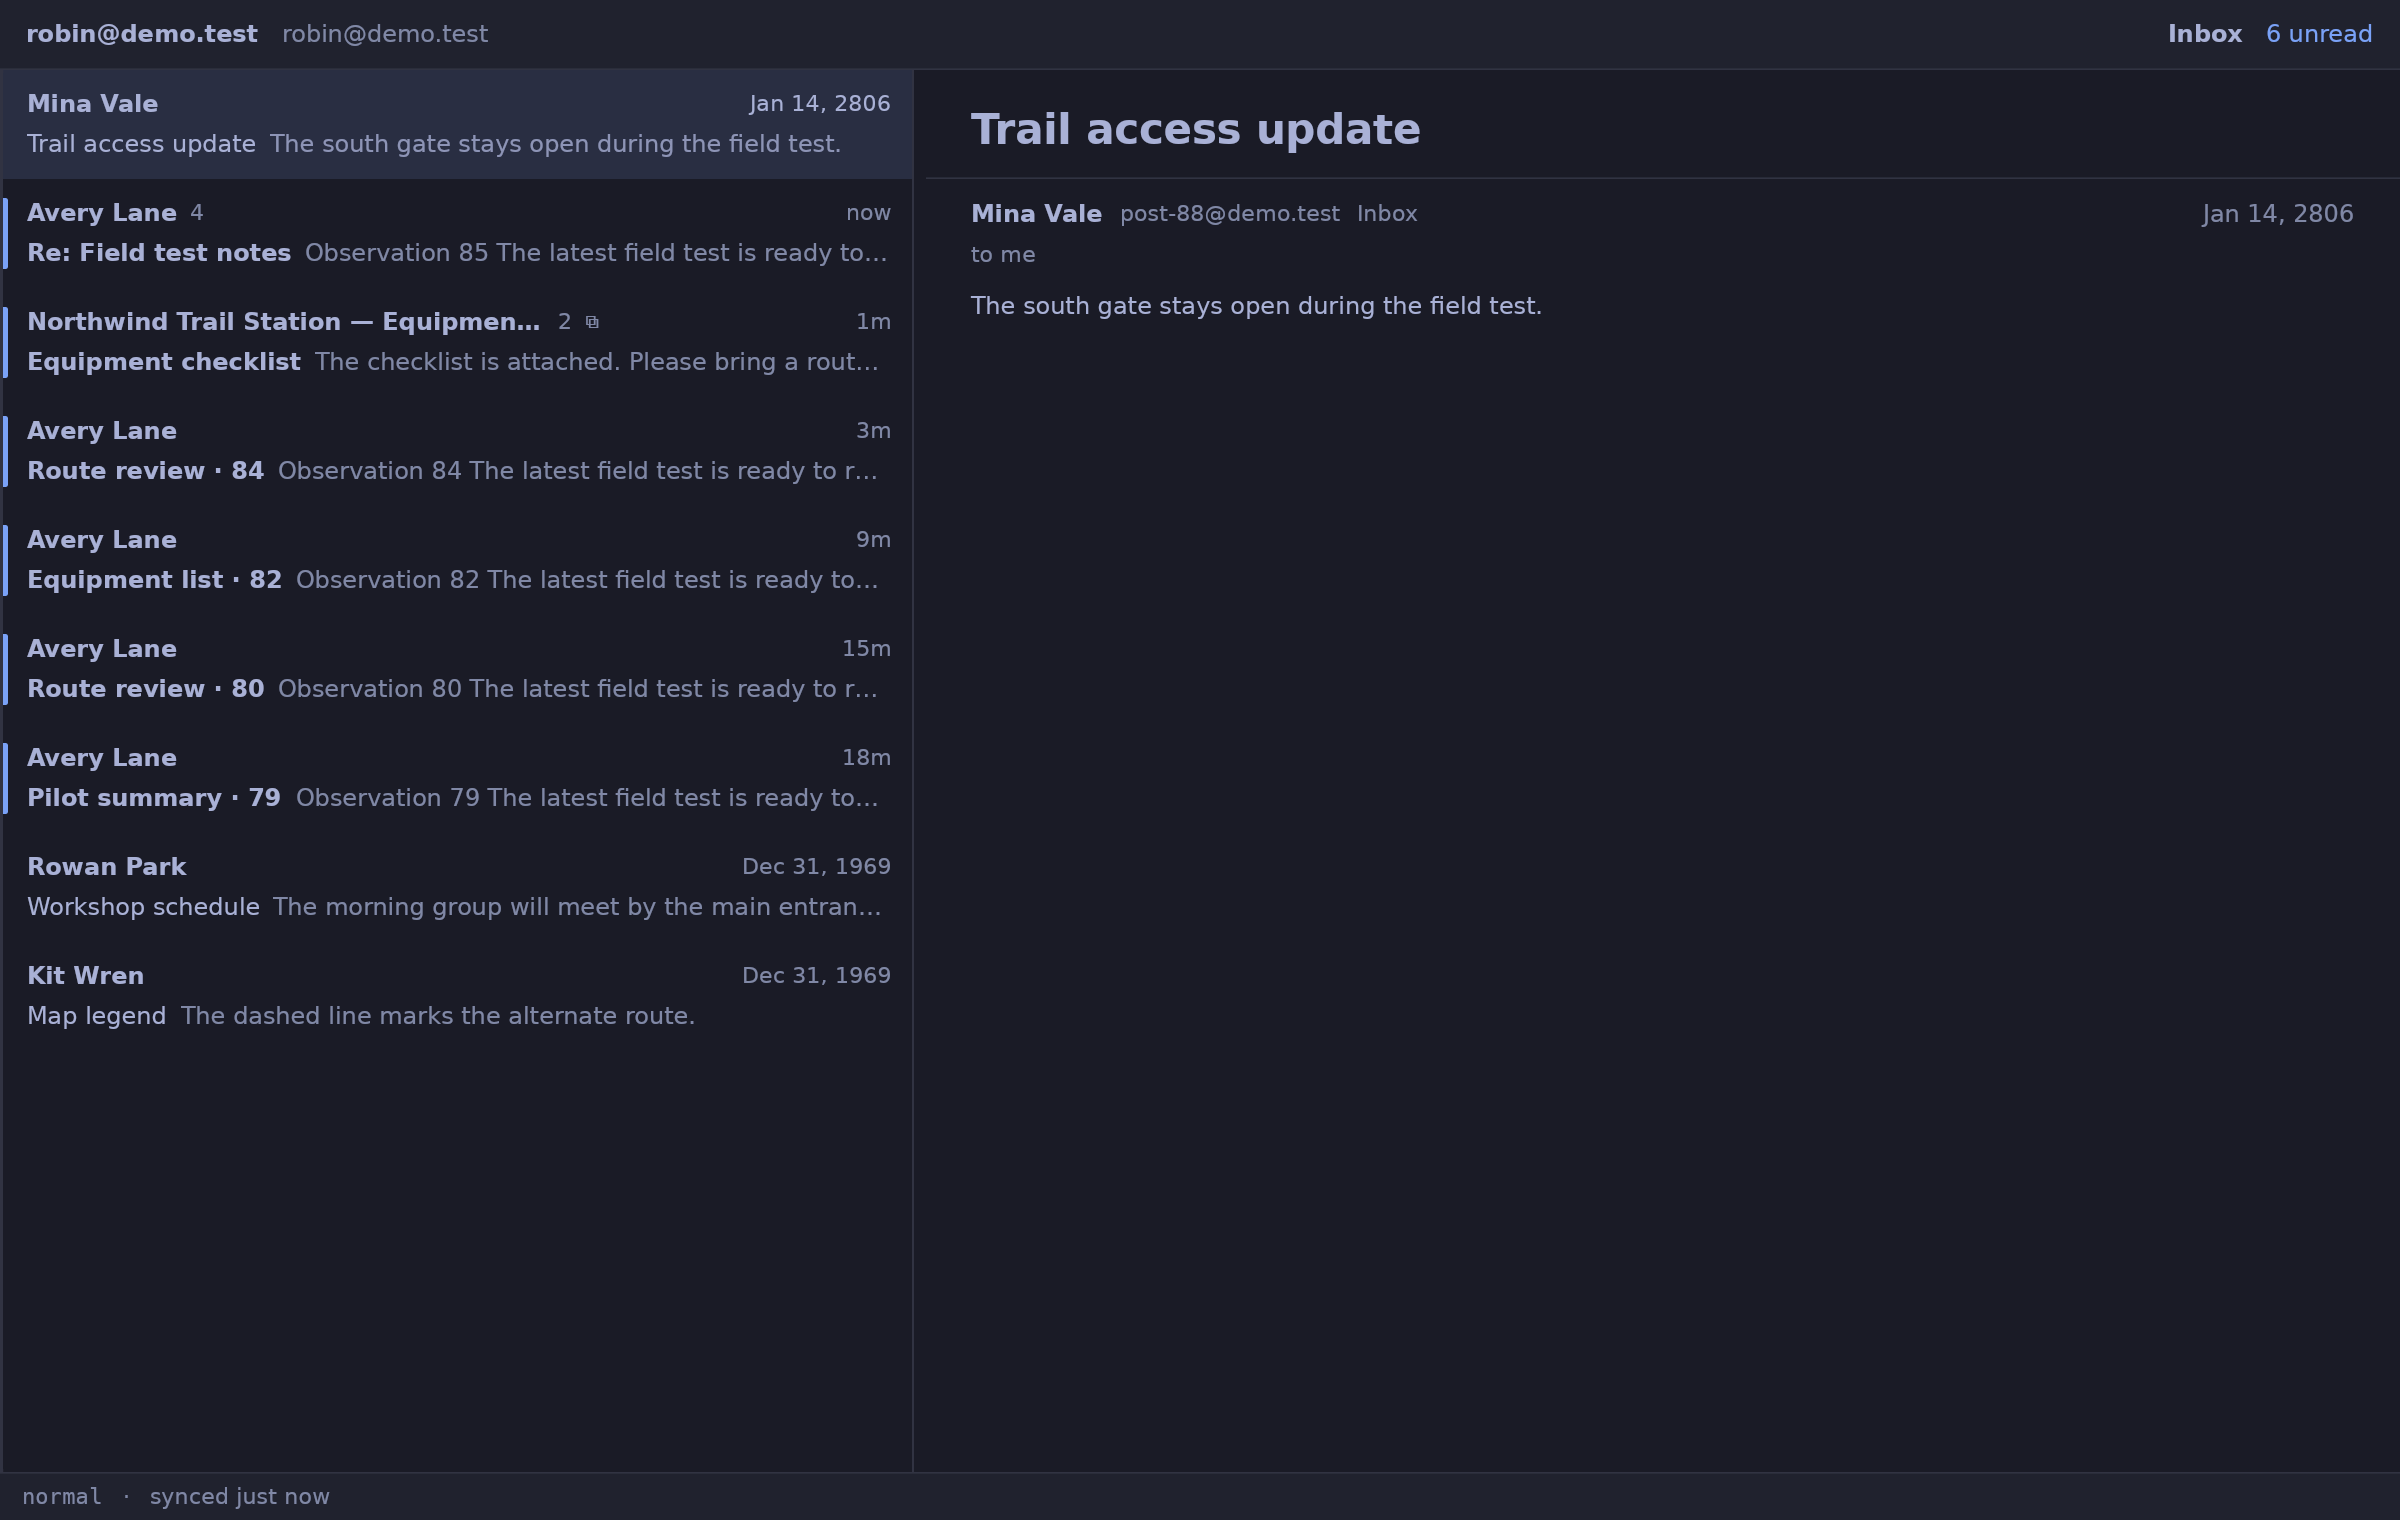 robin@demo.test robin@demo.test Inbox 6 unread
Mina Vale Jan 14, 2806
Trail access update The south gate stays open during the field test.
Avery Lane 4 now
Re: Field test notes Observation 85 The latest field test is ready to…
Northwind Trail Station — Equipmen… 2 1m
Equipment checklist The checklist is attached. Please bring a rout…
Avery Lane 3m
Route review · 84 Observation 84 The latest field test is ready to r…
Avery Lane 9m
Equipment list · 82 Observation 82 The latest field test is ready to…
Avery Lane 15m
Route review · 80 Observation 80 The latest field test is ready to r…
Avery Lane 18m
Pilot summary · 79 Observation 79 The latest field test is ready to…
Rowan Park Dec 31, 1969
Workshop schedule The morning group will meet by the main entran…
Kit Wren Dec 31, 1969
Map legend The dashed line marks the alternate route.
Trail access update
Mina Vale post-88@demo.test Inbox Jan 14, 2806
to me
The south gate stays open during the field test.
normal · synced just now